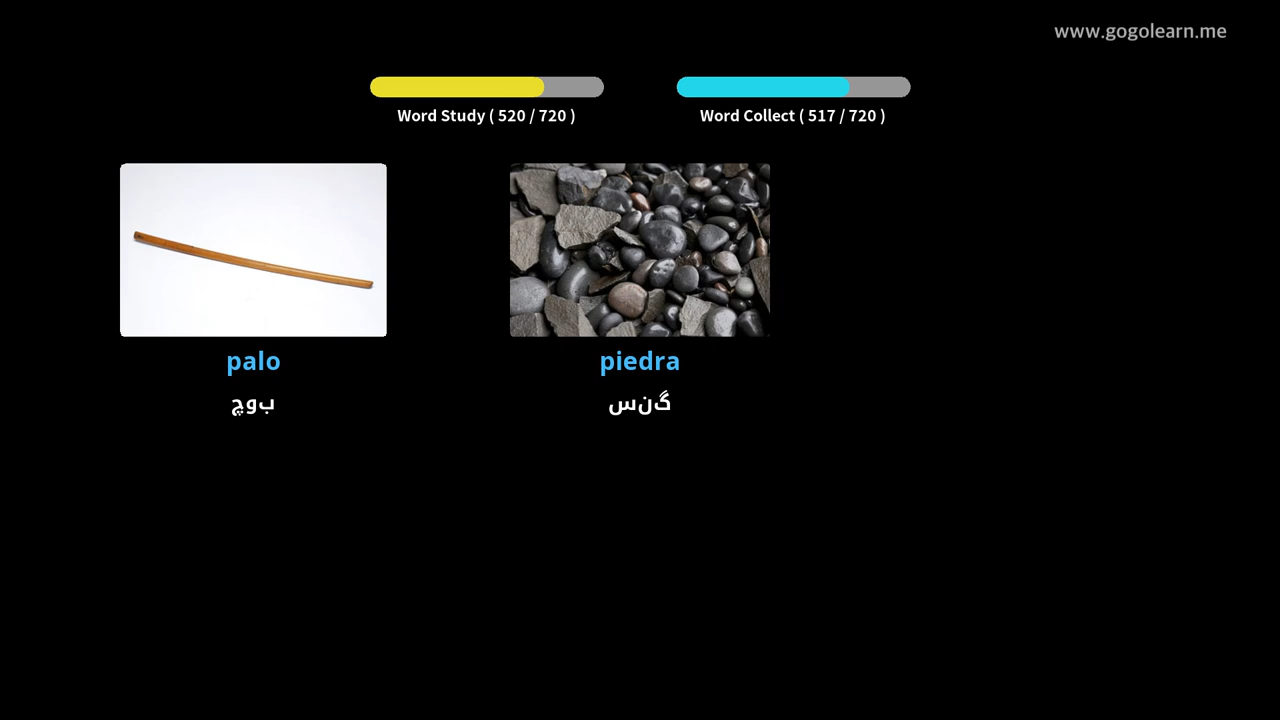 www.gogolearn.me
Word Study ( 520 / 720 )
Word Collect ( 517 / 720 )
palo
بوچ
piedra
گنس